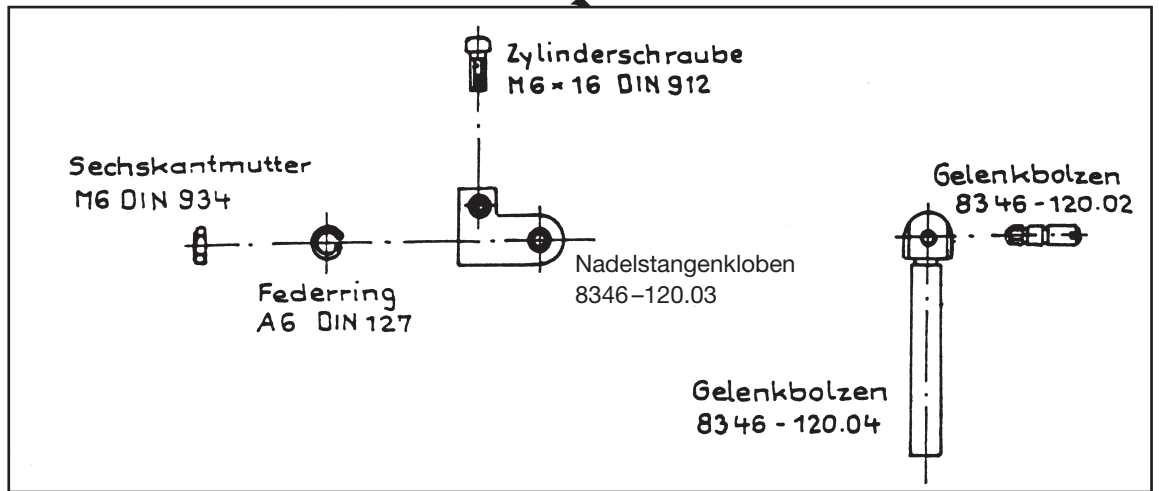 Zylinderschraube
M6 × 16 DIN 912
Sechskantmutter
M6 DIN 934
Gelenkbolzen
8346-120.02
Nadelstangenkloben
8346–120.03
Federring
A6 DIN 127
Gelenkbolzen
8346 - 120.04